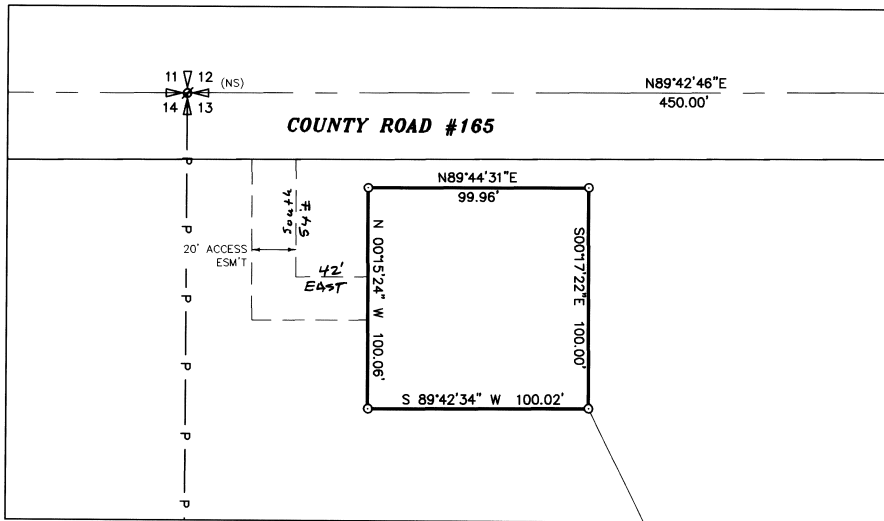 11 12 (NS)
14 13
N89°42'46"E
450.00'
COUNTY ROAD #165
N89°44'31"E
99.96'
South
54'±
20' ACCESS
ESM'T
42'
EAST
N 00°15'24" W 100.06'
S00°17'22"E 100.00'
S 89°42'34" W 100.02'
P
P
P
P
P
P